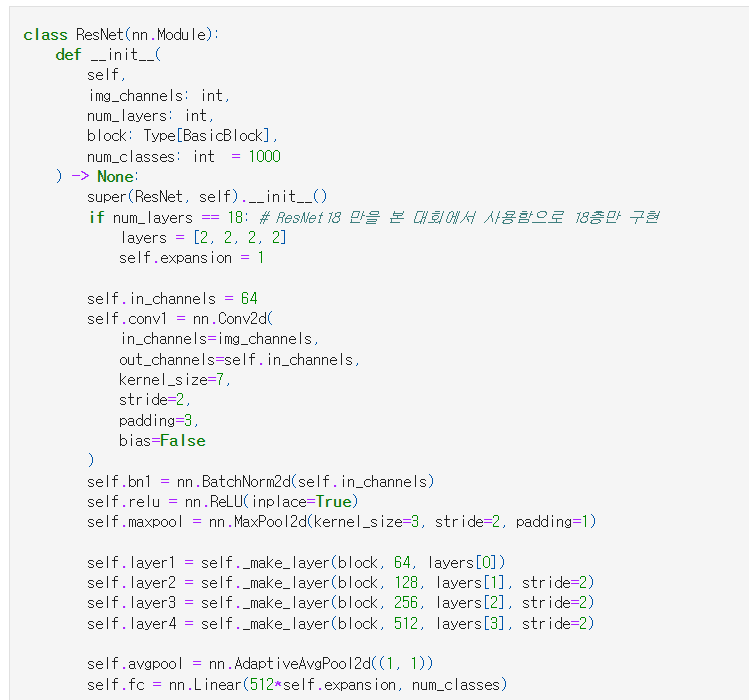 class ResNet(nn.Module):
    def __init__(
        self,
        img_channels: int,
        num_layers: int,
        block: Type[BasicBlock],
        num_classes: int  = 1000
    ) -> None:
        super(ResNet, self).__init__()
        if num_layers == 18: # ResNet18 만을 본 대회에서 사용함으로 18층만 구현
            layers = [2, 2, 2, 2]
            self.expansion = 1

        self.in_channels = 64
        self.conv1 = nn.Conv2d(
            in_channels=img_channels,
            out_channels=self.in_channels,
            kernel_size=7,
            stride=2,
            padding=3,
            bias=False
        )
        self.bn1 = nn.BatchNorm2d(self.in_channels)
        self.relu = nn.ReLU(inplace=True)
        self.maxpool = nn.MaxPool2d(kernel_size=3, stride=2, padding=1)

        self.layer1 = self._make_layer(block, 64, layers[0])
        self.layer2 = self._make_layer(block, 128, layers[1], stride=2)
        self.layer3 = self._make_layer(block, 256, layers[2], stride=2)
        self.layer4 = self._make_layer(block, 512, layers[3], stride=2)

        self.avgpool = nn.AdaptiveAvgPool2d((1, 1))
        self.fc = nn.Linear(512*self.expansion, num_classes)